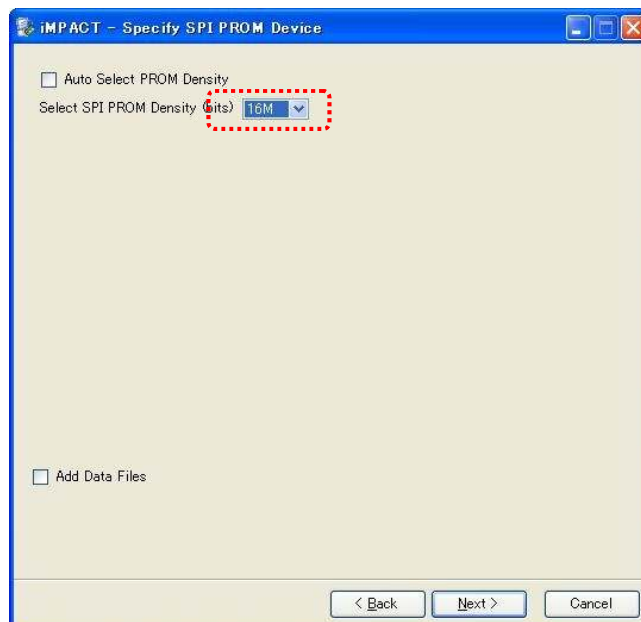 iMPACT - Specify SPI PROM Device
Auto Select PROM Density
Select SPI PROM Density (bits) 16M
Add Data Files
< Back Next > Cancel